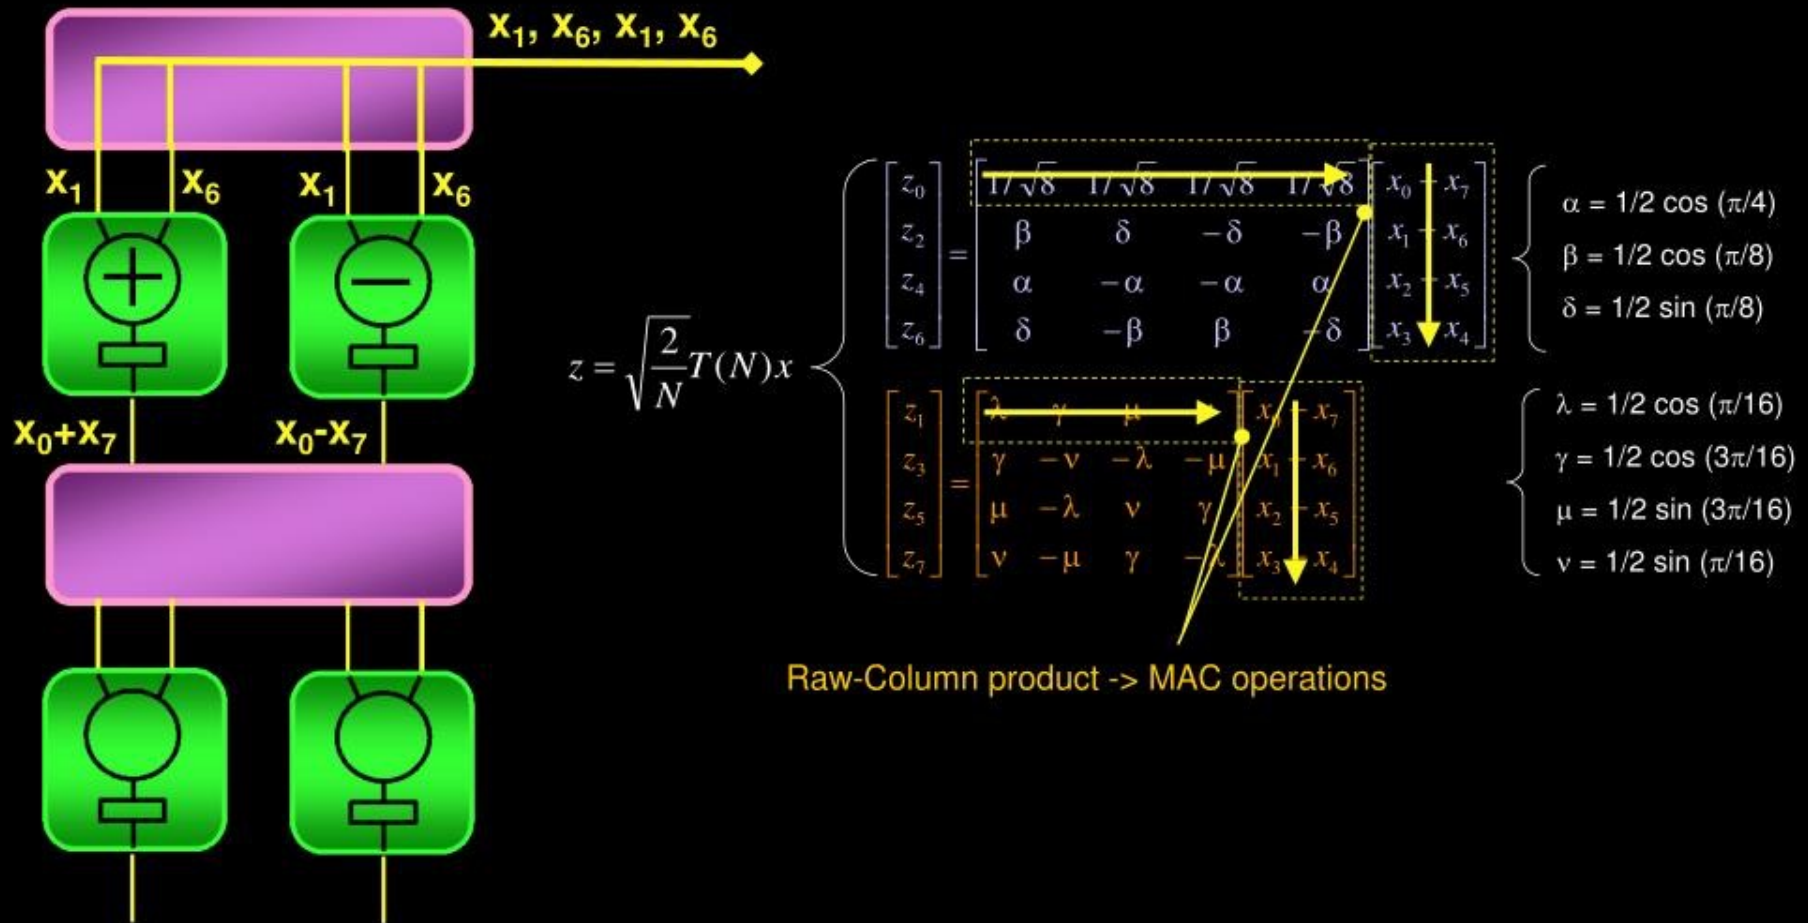 x₁, x₆, x₁, x₆
x₁ x₆ x₁ x₆
+ −
x₀+x₇ x₀-x₇
z = √(2/N) T(N)x
[z₀] = [1/√8 1/√8 1/√8 1/√8] [x₀ + x₇]
[z₂] [β δ −δ −β] [x₁ + x₆]
[z₄] [α −α −α α] [x₂ + x₅]
[z₆] [δ −β β −δ] [x₃ x₄]
α = 1/2 cos (π/4)
β = 1/2 cos (π/8)
δ = 1/2 sin (π/8)
[z₁] = [λ γ μ] [x₀ − x₇]
[z₃] [γ −ν −λ −μ] [x₁ − x₆]
[z₅] [μ −λ ν γ] [x₂ − x₅]
[z₇] [ν −μ γ −λ] [x₃ x₄]
λ = 1/2 cos (π/16)
γ = 1/2 cos (3π/16)
μ = 1/2 sin (3π/16)
ν = 1/2 sin (π/16)
Raw-Column product -> MAC operations